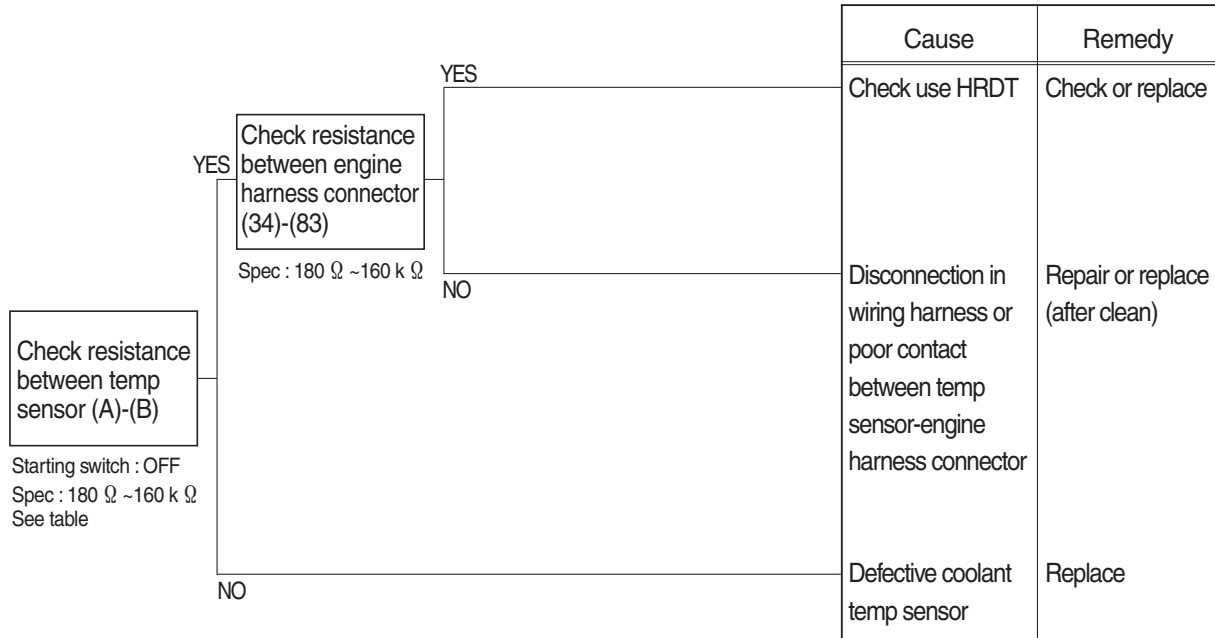 Cause
Remedy
YES
Check use HRDT
Check or replace
Check resistance
between engine
harness connector
(34)-(83)
YES
Spec : 180 Ω ~160 k Ω
NO
Disconnection in
wiring harness or
poor contact
between temp
sensor-engine
harness connector
Repair or replace
(after clean)
Check resistance
between temp
sensor (A)-(B)
Starting switch : OFF
Spec : 180 Ω ~160 k Ω
See table
NO
Defective coolant
temp sensor
Replace